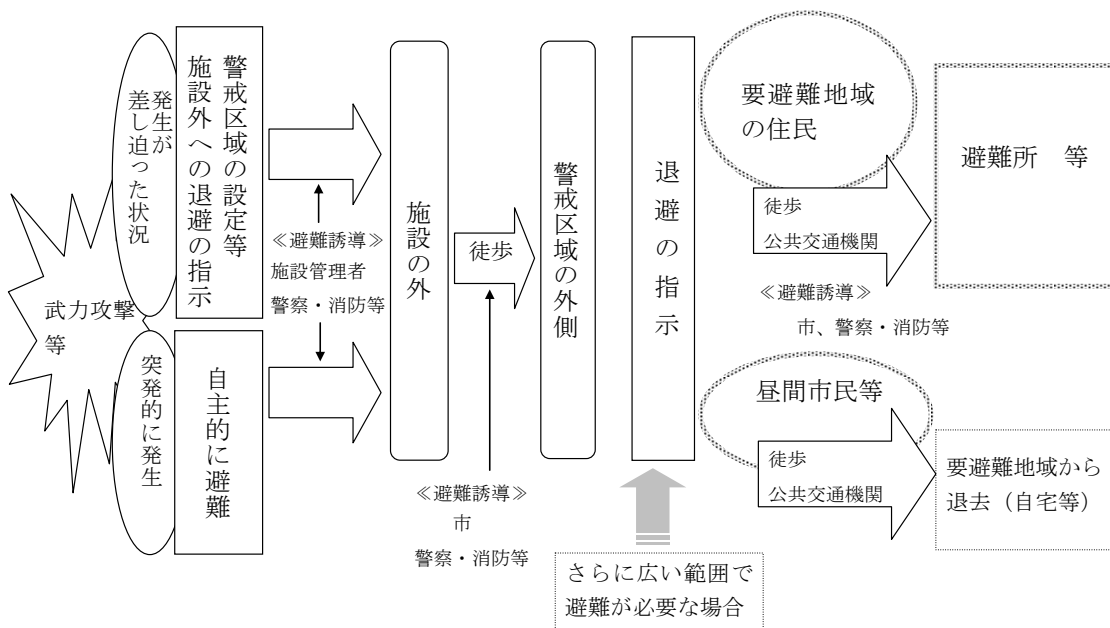 武力攻撃
等
発生が
差し迫った状況
警戒区域の設定等
施設外への退避の指示
突発的に発生
自主的に避難
≪避難誘導≫
施設管理者
警察・消防等
施設の外
徒歩
≪避難誘導≫
市
警察・消防等
警戒区域の外側
退避の指示
さらに広い範囲で
避難が必要な場合
要避難地域
の住民
徒歩
公共交通機関
≪避難誘導≫
市、警察・消防等
避難所　等
昼間市民等
徒歩
公共交通機関
要避難地域から
退去（自宅等）